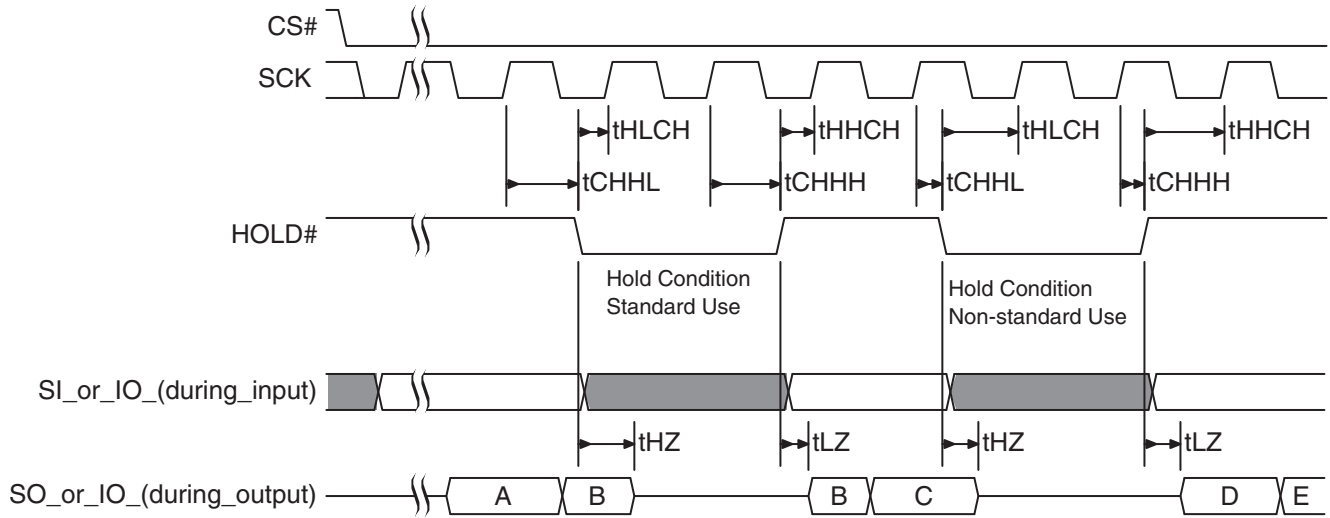 CS#
SCK
tHLCH
tHHCH
tHLCH
tHHCH
tCHHL
tCHHH
tCHHL
tCHHH
HOLD#
Hold Condition
Standard Use
Hold Condition
Non-standard Use
SI_or_IO_(during_input)
tHZ
tLZ
tHZ
tLZ
SO_or_IO_(during_output)
A
B
B
C
D
E